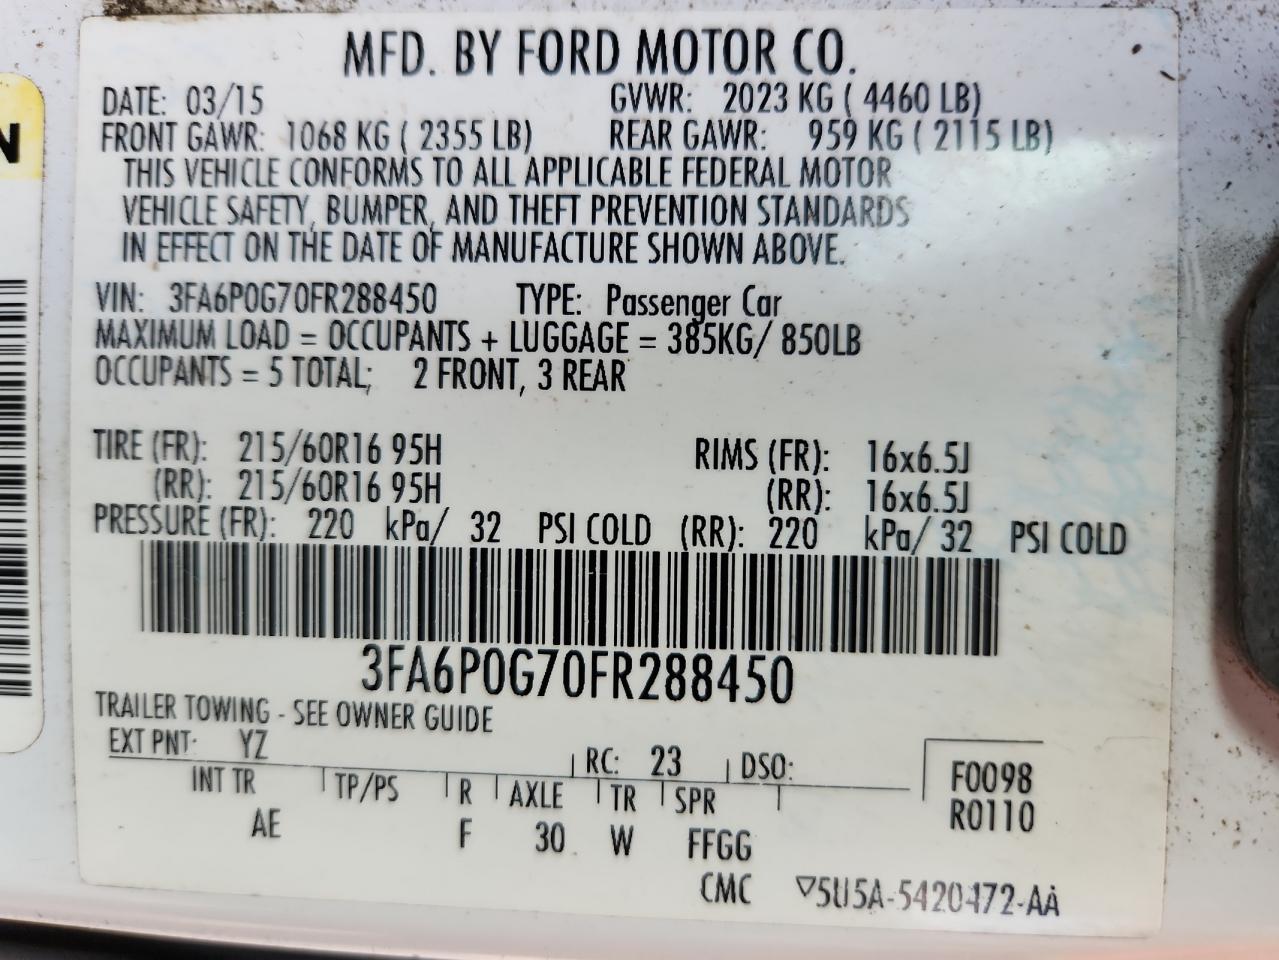 N
MFD. BY FORD MOTOR CO.
DATE: 03/15 GVWR: 2023 KG ( 4460 LB)
FRONT GAWR: 1068 KG ( 2355 LB) REAR GAWR: 959 KG ( 2115 LB)
THIS VEHICLE CONFORMS TO ALL APPLICABLE FEDERAL MOTOR
VEHICLE SAFETY, BUMPER, AND THEFT PREVENTION STANDARDS
IN EFFECT ON THE DATE OF MANUFACTURE SHOWN ABOVE.
VIN: 3FA6P0G70FR288450 TYPE: Passenger Car
MAXIMUM LOAD = OCCUPANTS + LUGGAGE = 385KG/ 850LB
OCCUPANTS = 5 TOTAL; 2 FRONT, 3 REAR
TIRE (FR): 215/60R16 95H RIMS (FR): 16x6.5J
(RR): 215/60R16 95H (RR): 16x6.5J
PRESSURE (FR): 220 kPa/ 32 PSI COLD (RR): 220 kPa/ 32 PSI COLD
3FA6P0G70FR288450
TRAILER TOWING - SEE OWNER GUIDE
EXT PNT: YZ RC: 23 DSO: F0098
INT TR TP/PS R AXLE TR SPR R0110
AE F 30 W FFGG
CMC ▽5U5A-5420472-AA